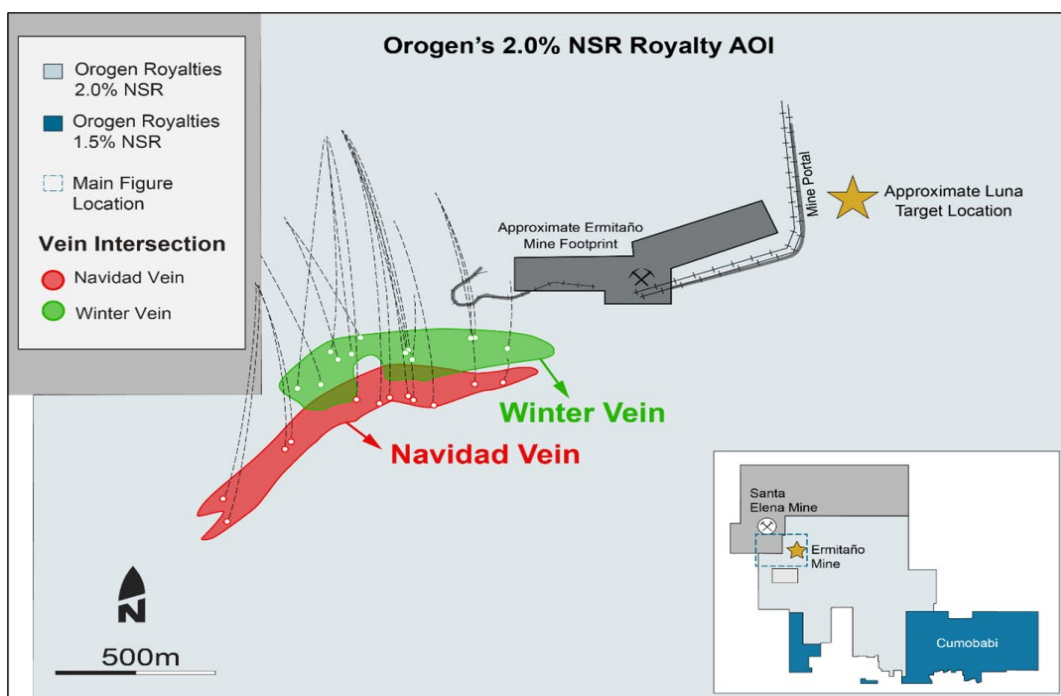 Orogen's 2.0% NSR Royalty AOI
Orogen Royalties
2.0% NSR
Orogen Royalties
1.5% NSR
Main Figure
Location
Vein Intersection
Navidad Vein
Winter Vein
Approximate Ermitaño
Mine Footprint
Mine Portal
Approximate Luna
Target Location
Winter Vein
Navidad Vein
N
500m
Santa
Elena Mine
Ermitaño
Mine
Cumobabi